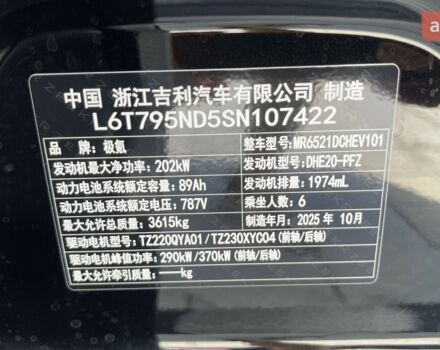 中国 浙江吉利汽车有限公司 制造
L6T795ND5SN107422
品牌：极氪 整车型号：MR6521DCHEV101
发动机最大净功率：202kW 发动机型号：DHE20-PFZ
动力电池系统额定容量：89Ah 发动机排量：1974mL
动力电池系统额定电压：787V 乘坐人数：6
最大允许总质量：3615kg 制造年月：2025 年 10月
驱动电机型号：TZ220QYA01/TZ230XYC04(前轴/后轴)
驱动电机峰值功率：290kW/370kW (前轴/后轴)
最大允许牵引质量：——kg